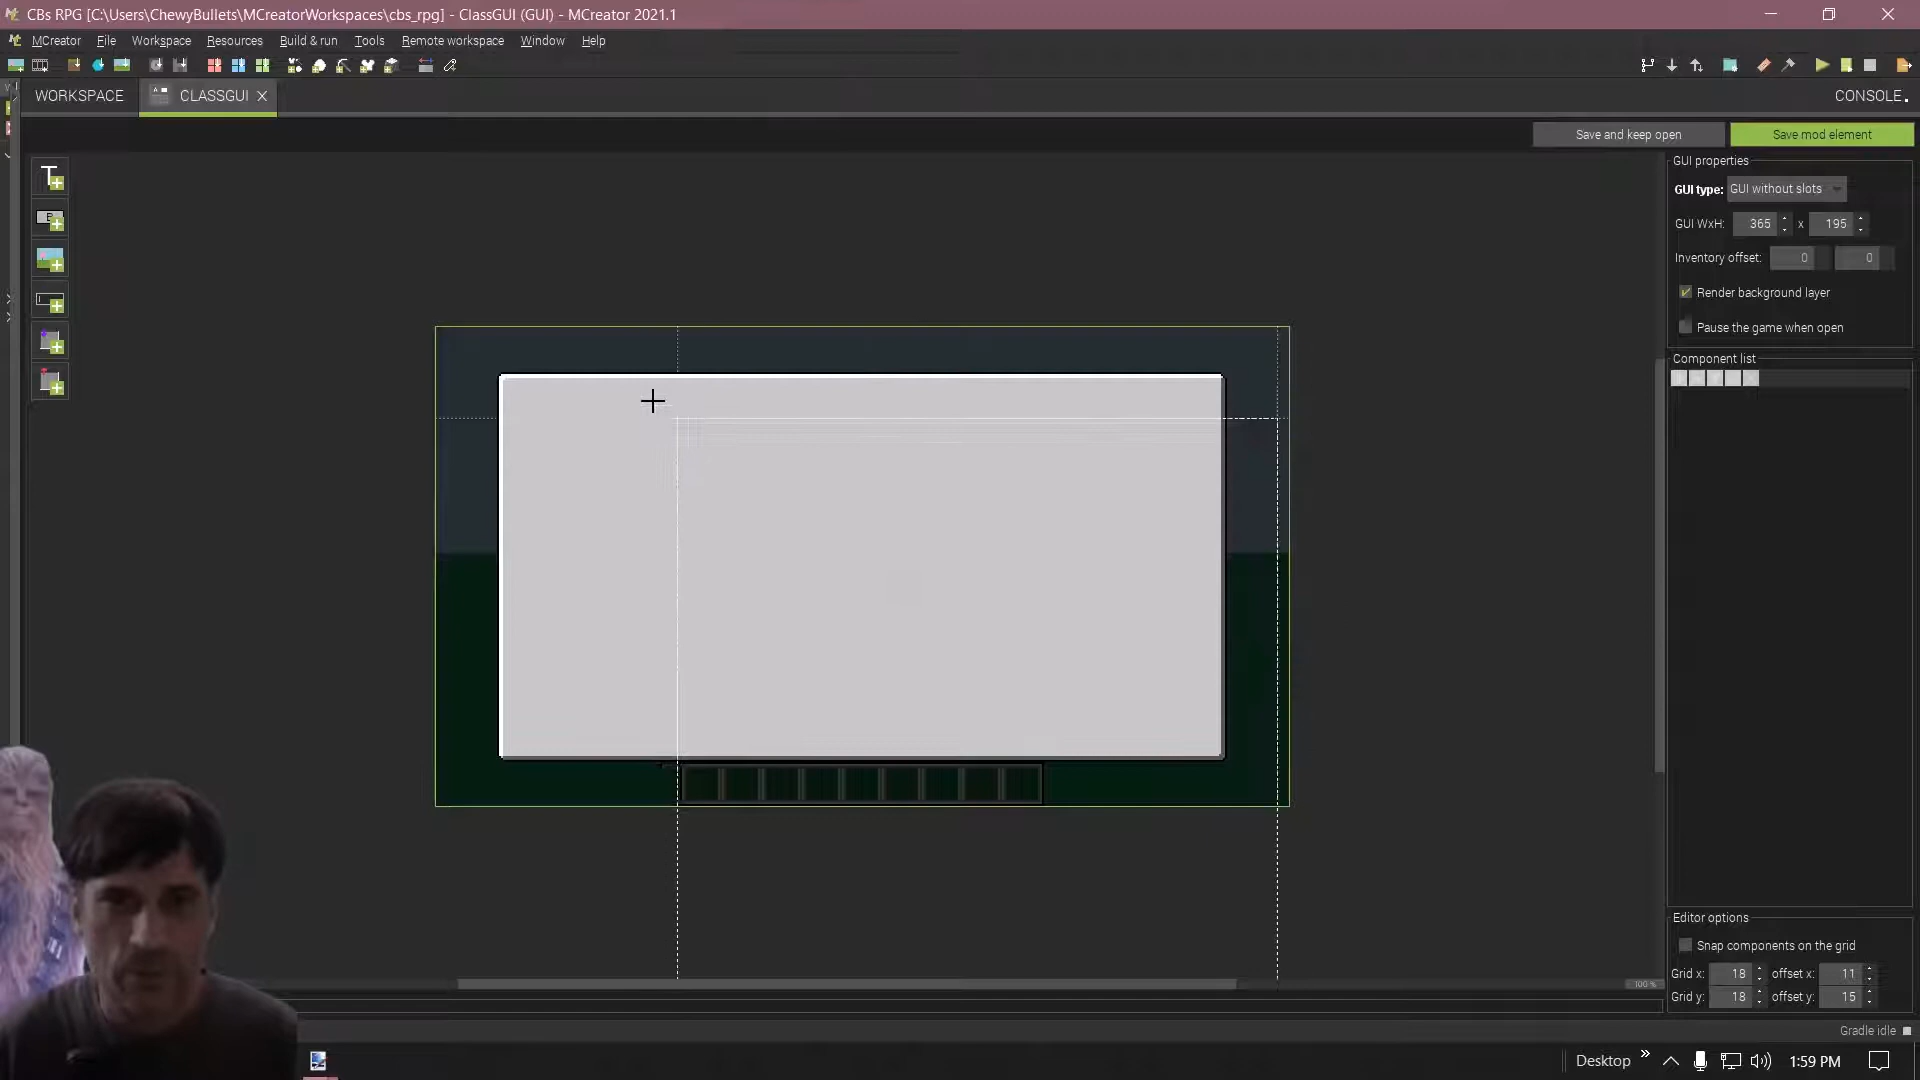 CBs RPG [C:\Users\ChewyBullets\MCreatorWorkspaces\cbs_rpg] - ClassGUI (GUI) - MCreator 2021.1
MCreator File Workspace Resources Build & run Tools Remote workspace Window Help
WORKSPACE CLASSGUI CONSOLE
Save and keep open Save mod element
GUI properties
GUI type: GUI without slots
GUI WxH: 365 x 195
Inventory offset: 0 0
Render background layer
Pause the game when open
Component list
Editor options
Snap components on the grid
Grid x: 18 offset x: 11
100 %
Grid y: 18 offset y: 15
Gradle idle
Desktop 1:59 PM